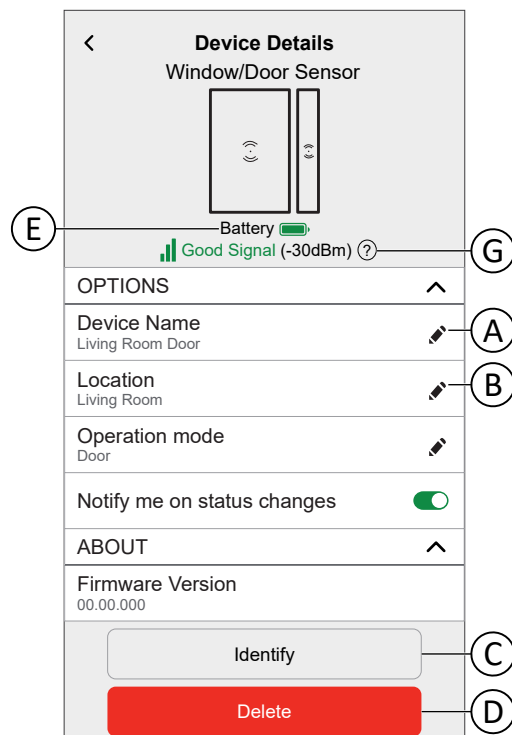 Device Details
Window/Door Sensor
E
Battery
Good Signal (-30dBm) ?
G
OPTIONS
Device Name
Living Room Door
A
Location
Living Room
B
Operation mode
Door
Notify me on status changes
ABOUT
Firmware Version
00.00.000
Identify
C
Delete
D